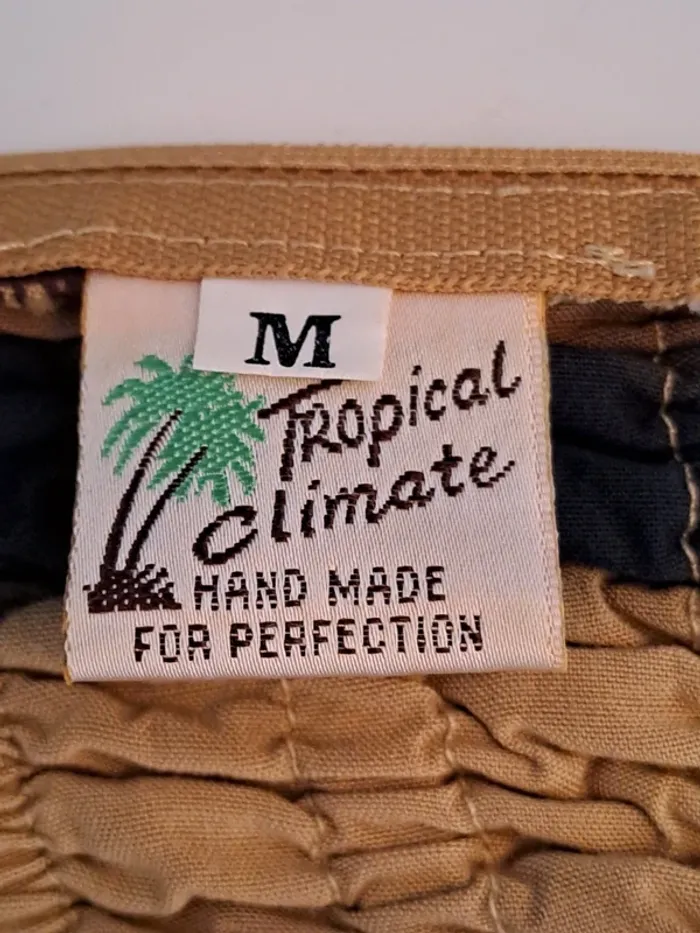 M
Tropical
climate
HAND MADE
FOR PERFECTION